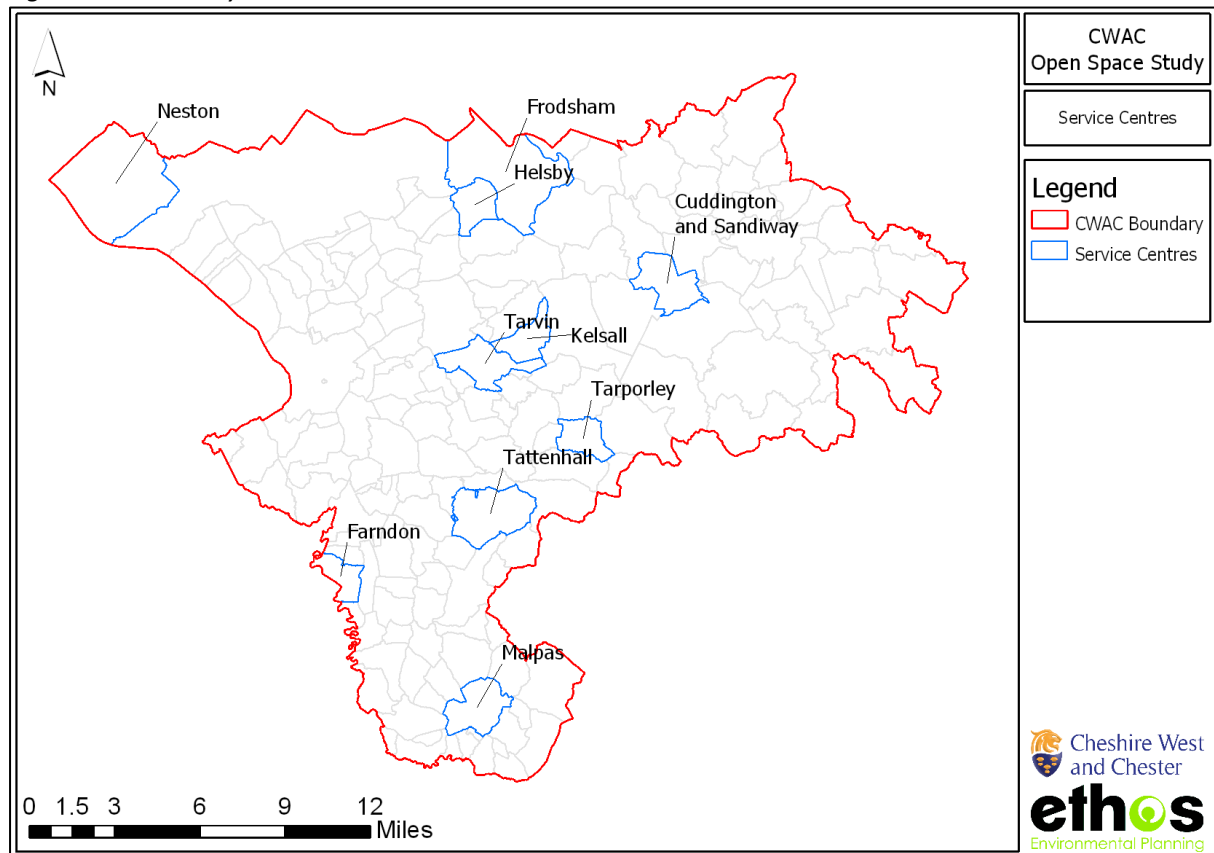 N
Neston
Frodsham
Helsby
Cuddington
and Sandiway
Tarvin
Kelsall
Tarporley
Tattenhall
Farndon
Malpas
0 1.5 3 6 9 12
Miles
CWAC
Open Space Study
Service Centres
Legend
CWAC Boundary
Service Centres
Cheshire West
and Chester
ethos
Environmental Planning